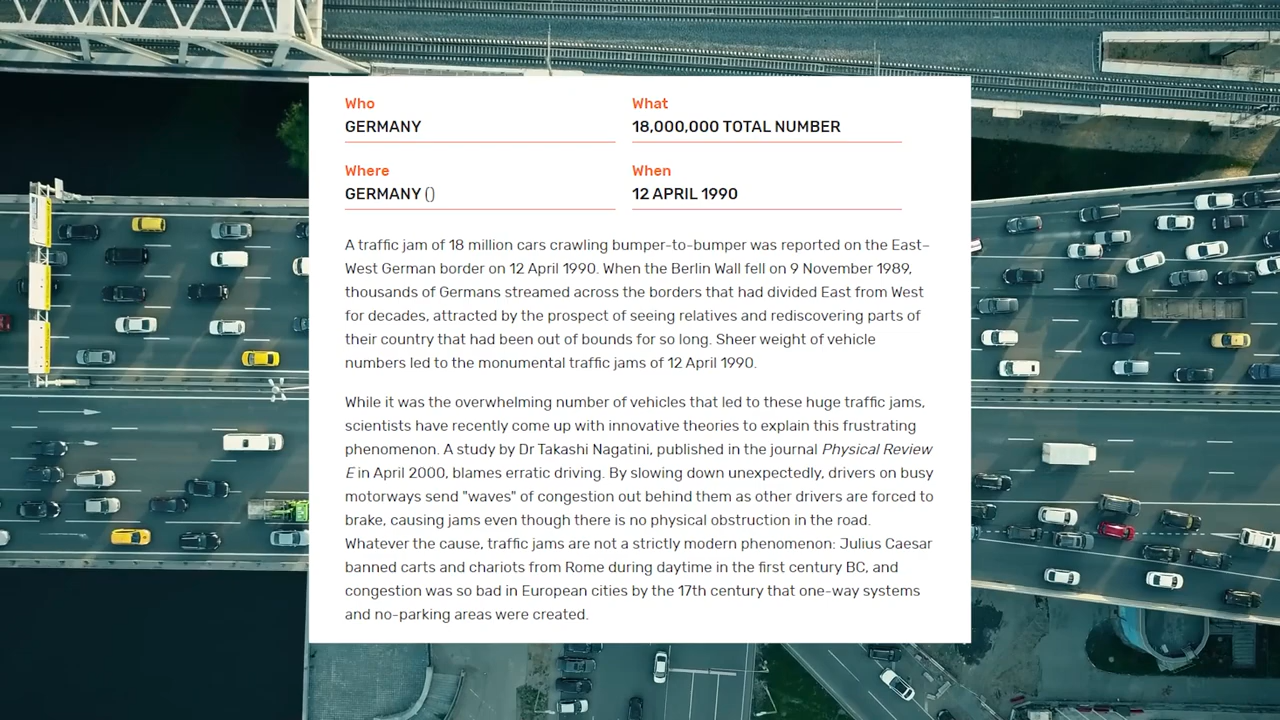 Who
GERMANY
What
18,000,000 TOTAL NUMBER
Where
GERMANY ()
When
12 APRIL 1990
A traffic jam of 18 million cars crawling bumper-to-bumper was reported on the East–
West German border on 12 April 1990. When the Berlin Wall fell on 9 November 1989,
thousands of Germans streamed across the borders that had divided East from West
for decades, attracted by the prospect of seeing relatives and rediscovering parts of
their country that had been out of bounds for so long. Sheer weight of vehicle
numbers led to the monumental traffic jams of 12 April 1990.
While it was the overwhelming number of vehicles that led to these huge traffic jams,
scientists have recently come up with innovative theories to explain this frustrating
phenomenon. A study by Dr Takashi Nagatini, published in the journal Physical Review
E in April 2000, blames erratic driving. By slowing down unexpectedly, drivers on busy
motorways send "waves" of congestion out behind them as other drivers are forced to
brake, causing jams even though there is no physical obstruction in the road.
Whatever the cause, traffic jams are not a strictly modern phenomenon: Julius Caesar
banned carts and chariots from Rome during daytime in the first century BC, and
congestion was so bad in European cities by the 17th century that one-way systems
and no-parking areas were created.